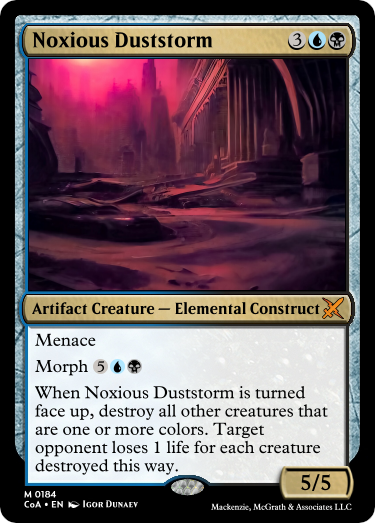 Noxious Duststorm 3
Artifact Creature — Elemental Construct
Menace
Morph 5
When Noxious Duststorm is turned
face up, destroy all other creatures that
are one or more colors. Target
opponent loses 1 life for each creature
destroyed this way.
5/5
M 0184
CoA • EN Igor Dunaev
Mackenzie, McGrath & Associates LLC